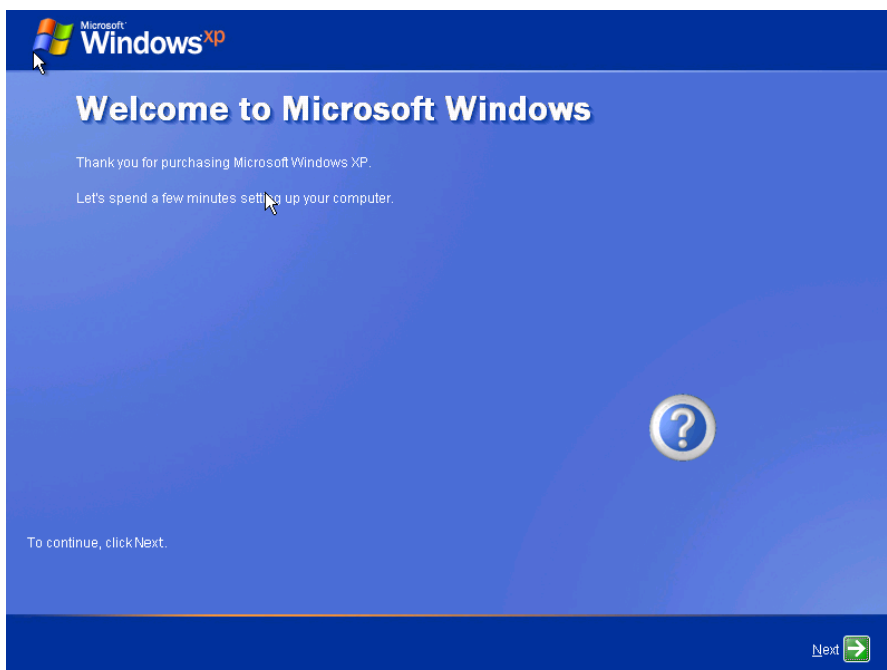 Microsoft
Windows xp
Welcome to Microsoft Windows
Thank you for purchasing Microsoft Windows XP.
Let's spend a few minutes setting up your computer.
?
To continue, click Next.
Next